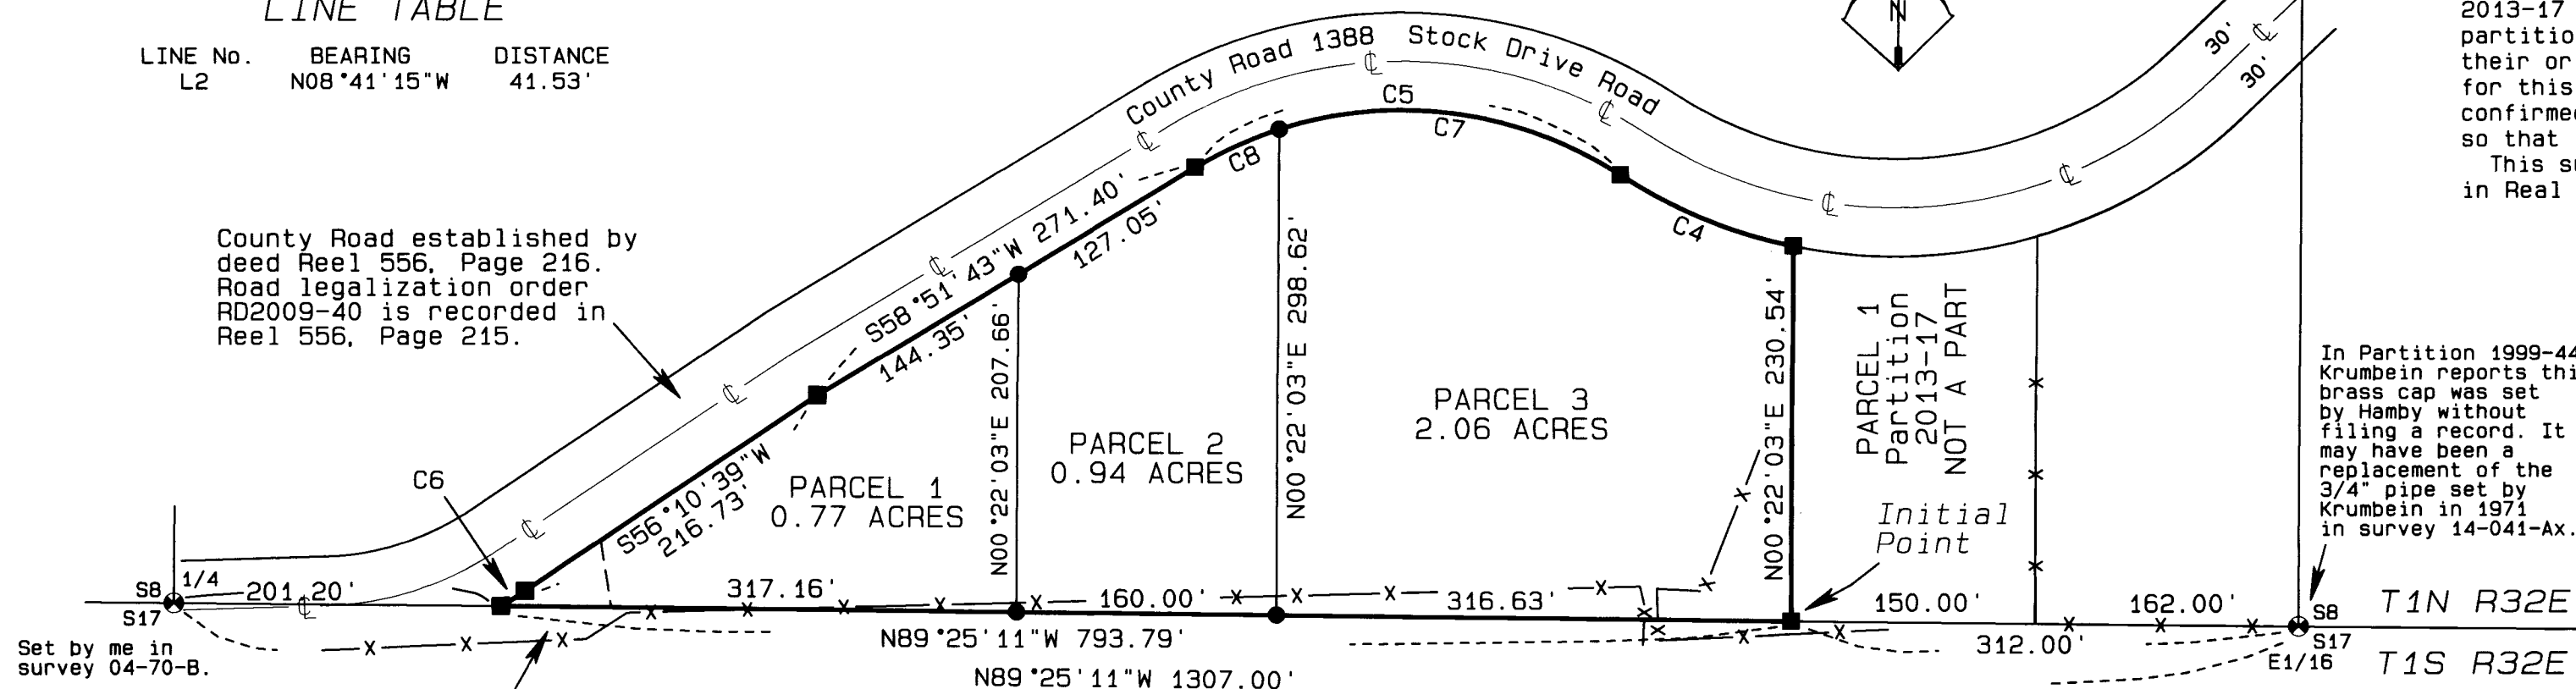 LINE TABLE
LINE No. BEARING DISTANCE
L2 N08°41'15"W 41.53'
County Road 1388 Stock Drive Road
N
30'
30'
2013-17
for this
so that
in Real
C5
C7
C8
C4
S58°51'43"W 271.40'
127.05'
144.35'
County Road established by
deed Reel 556, Page 216.
Road legalization order
RD2009-40 is recorded in
Reel 556, Page 215.
C6
S56°10'39"W
216.73'
PARCEL 1
0.77 ACRES
N00°22'03"E 207.66'
PARCEL 2
0.94 ACRES
N00°22'03"E 298.62'
PARCEL 3
2.06 ACRES
N00°22'03"E 230.54'
PARCEL 1
Partition
2013-17
NOT A PART
Initial
Point
In Partition 1999-44
Krumbein reports
brass cap was set
by Hamby without
filing a record. It
may have been a
replacement of the
3/4" pipe set by
Krumbein in 1971
in survey 14-041-Ax.
S8
1/4
S17
201.20'
317.16'
160.00'
316.63'
150.00'
162.00'
312.00'
S8
S17
E1/16
T1N R32E
T1S R32E
N89°25'11"W 793.79'
N89°25'11"W 1307.00'
Set by me in
survey 04-70-B.